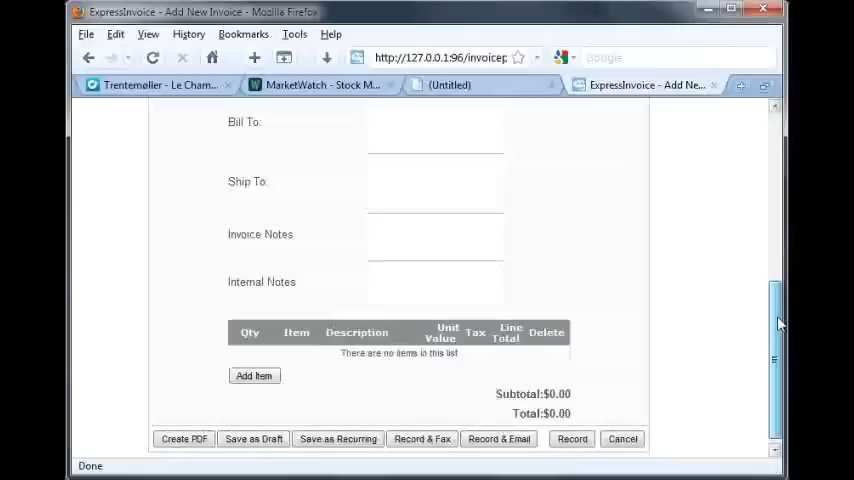 ExpressInvoice - Add New Invoice - Mozilla Firefox
File Edit View History Bookmarks Tools Help
http://127.0.0.1:96/invoicep Google
Trentemøller - Le Cham... MarketWatch - Stock M... (Untitled) ExpressInvoice - Add Ne...
Bill To:
Ship To:
Invoice Notes
Internal Notes
Qty Item Description Unit Value Tax Line Total Delete
There are no items in this list
Add Item
Subtotal:$0.00
Total:$0.00
Create PDF Save as Draft Save as Recurring Record & Fax Record & Email Record Cancel
Done